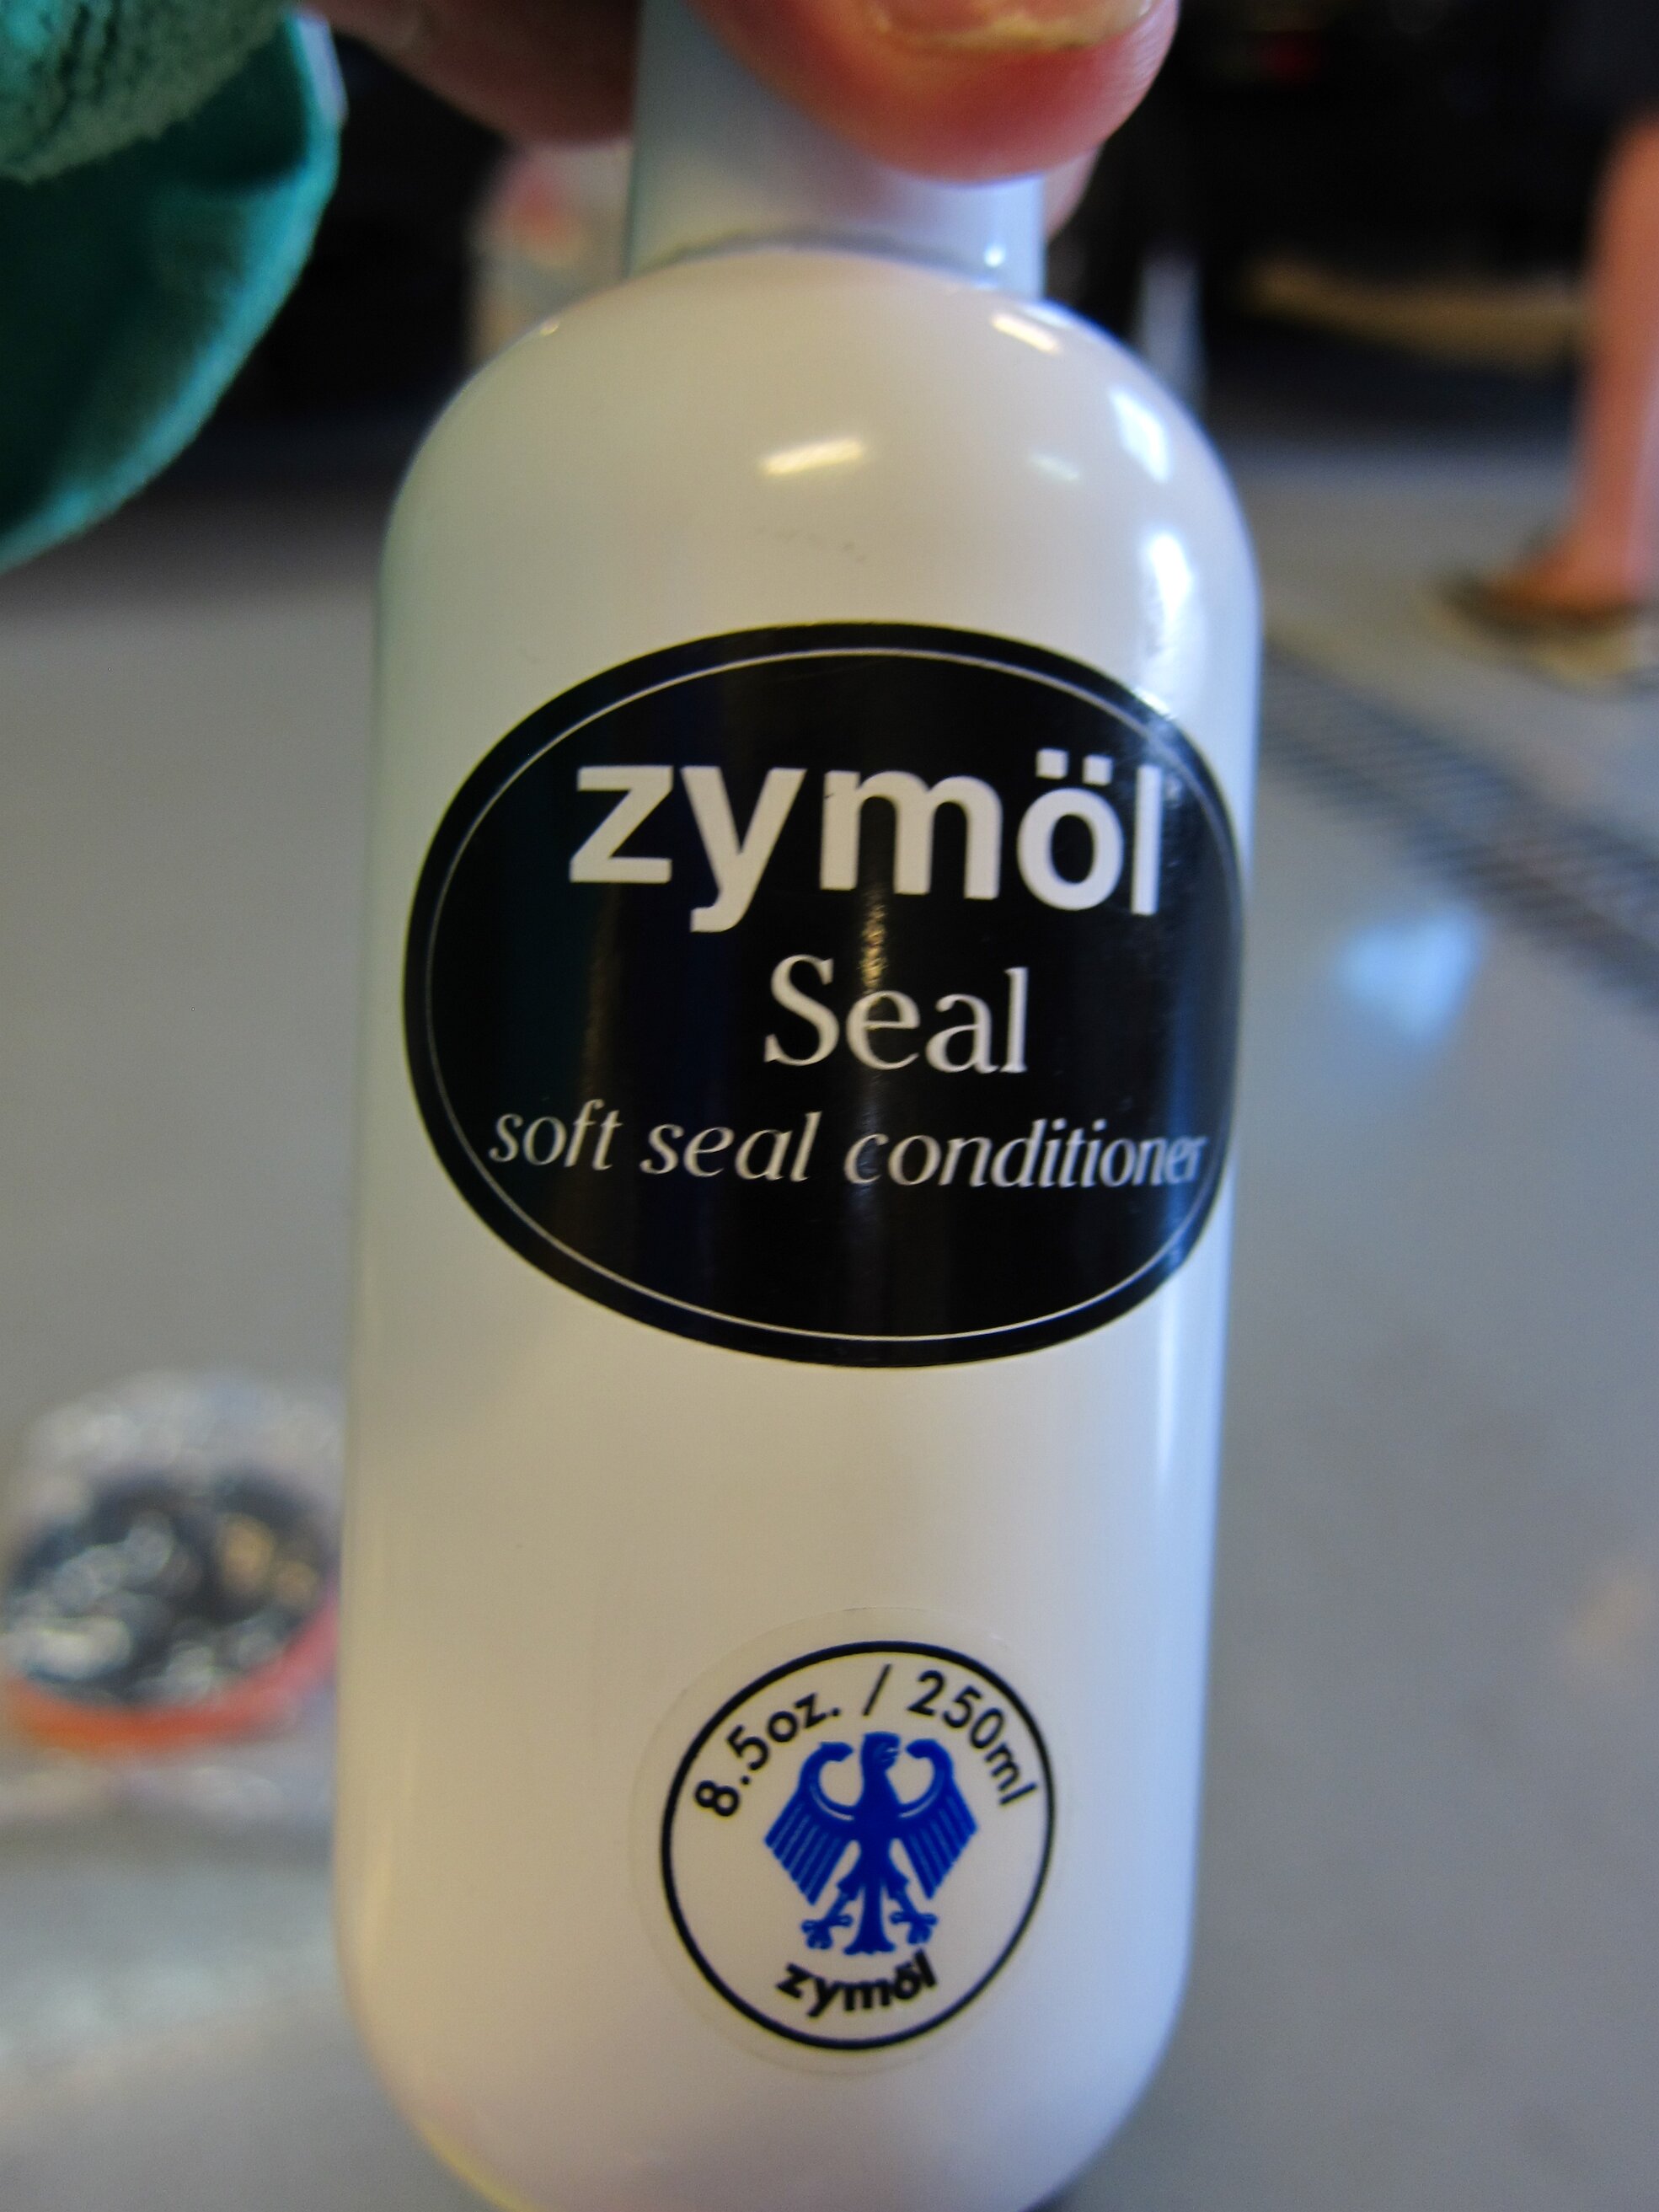 zymöl
Seal
soft seal conditioner
8.5oz. / 250ml
zymöl